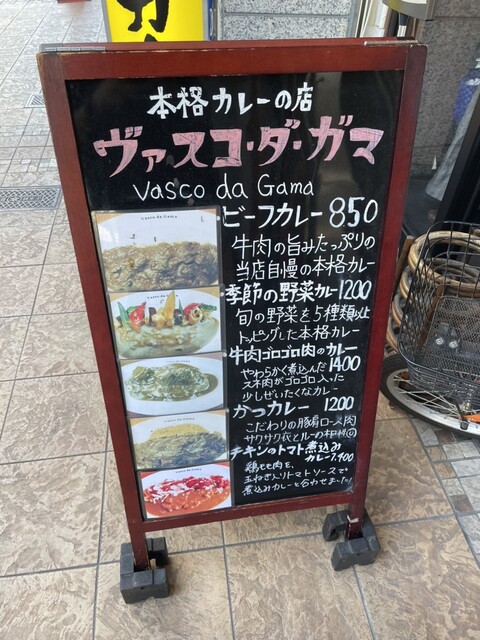 本格カレーの店
ヴァスコ・ダ・ガマ
Vasco da Gama
ビーフカレー 850
牛肉の旨みたっぷりの
当店自慢の本格カレー
季節の野菜カレー 1200
旬の野菜を5種類以上
トッピングした本格カレー
牛肉ゴロゴロ肉のカレー
1400
やわらかく煮込んだ
スネ肉がゴロゴロ入った
少しぜいたくなカレー
かつカレー 1200
こだわりの豚肩ロース肉
サクサク衣とルーの相性
チキンのトマト煮込み
カレー 1,400
鶏もも肉を、
玉ねぎ入りトマトソースで
煮込みカレーと合わせました!